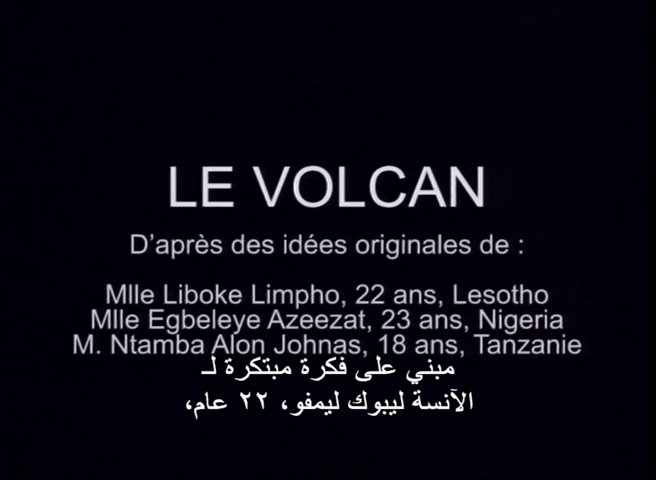 LE VOLCAN
D'après des idées originales de :
Mlle Liboke Limpho, 22 ans, Lesotho
Mlle Egbeleye Azeezat, 23 ans, Nigeria
M. Ntamba Alon Johnas, 18 ans, Tanzanie
مبني على فكرة مبتكرة لـ
الآنسة ليبوك ليمفو، ٢٢ عام،